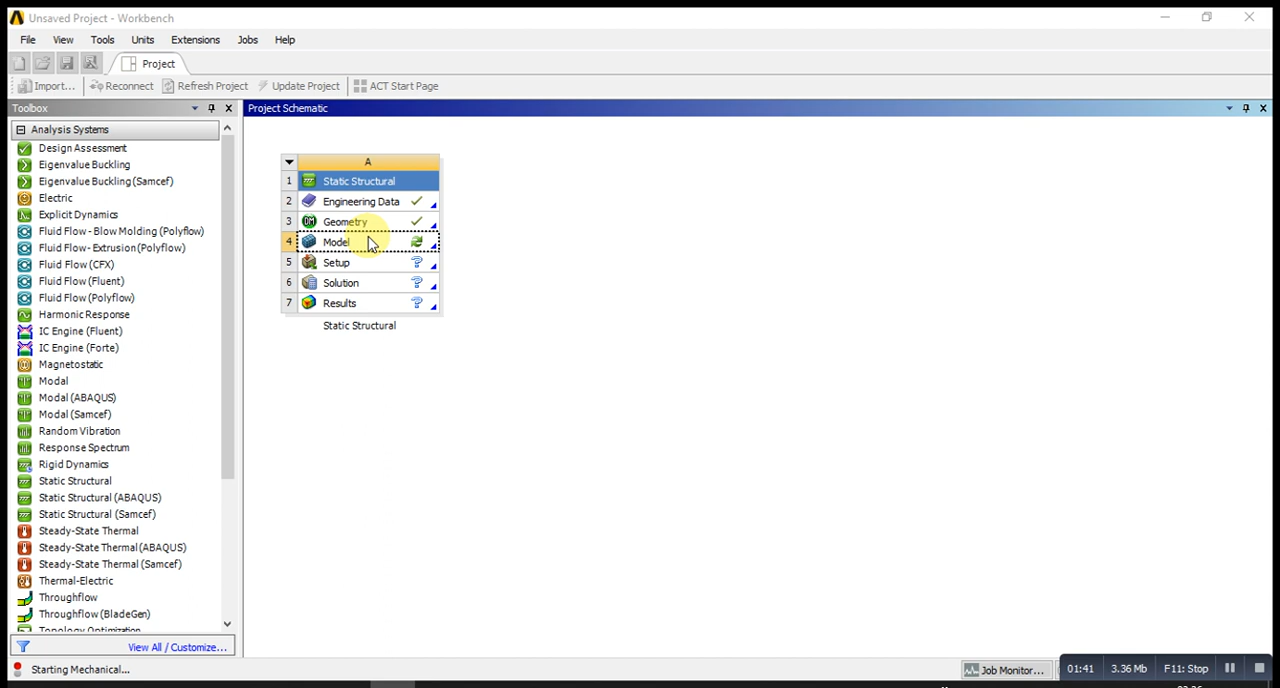 Unsaved Project - Workbench
File View Tools Units Extensions Jobs Help
Project
Import... Reconnect Refresh Project Update Project ACT Start Page
Toolbox
Project Schematic
Analysis Systems
Design Assessment
Eigenvalue Buckling
Eigenvalue Buckling (Samcef)
Electric
Explicit Dynamics
Fluid Flow - Blow Molding (Polyflow)
Fluid Flow- Extrusion (Polyflow)
Fluid Flow (CFX)
Fluid Flow (Fluent)
Fluid Flow (Polyflow)
Harmonic Response
IC Engine (Fluent)
IC Engine (Forte)
Magnetostatic
Modal
Modal (ABAQUS)
Modal (Samcef)
Random Vibration
Response Spectrum
Rigid Dynamics
Static Structural
Static Structural (ABAQUS)
Static Structural (Samcef)
Steady-State Thermal
Steady-State Thermal (ABAQUS)
Steady-State Thermal (Samcef)
Thermal-Electric
Throughflow
Throughflow (BladeGen)
Topology Optimization
View All / Customize...
A
1 Static Structural
2 Engineering Data
3 Geometry
4 Model
5 Setup ?
6 Solution ?
7 Results ?
Static Structural
Starting Mechanical...
Job Monitor...
01:41 3.36 Mb F11: Stop